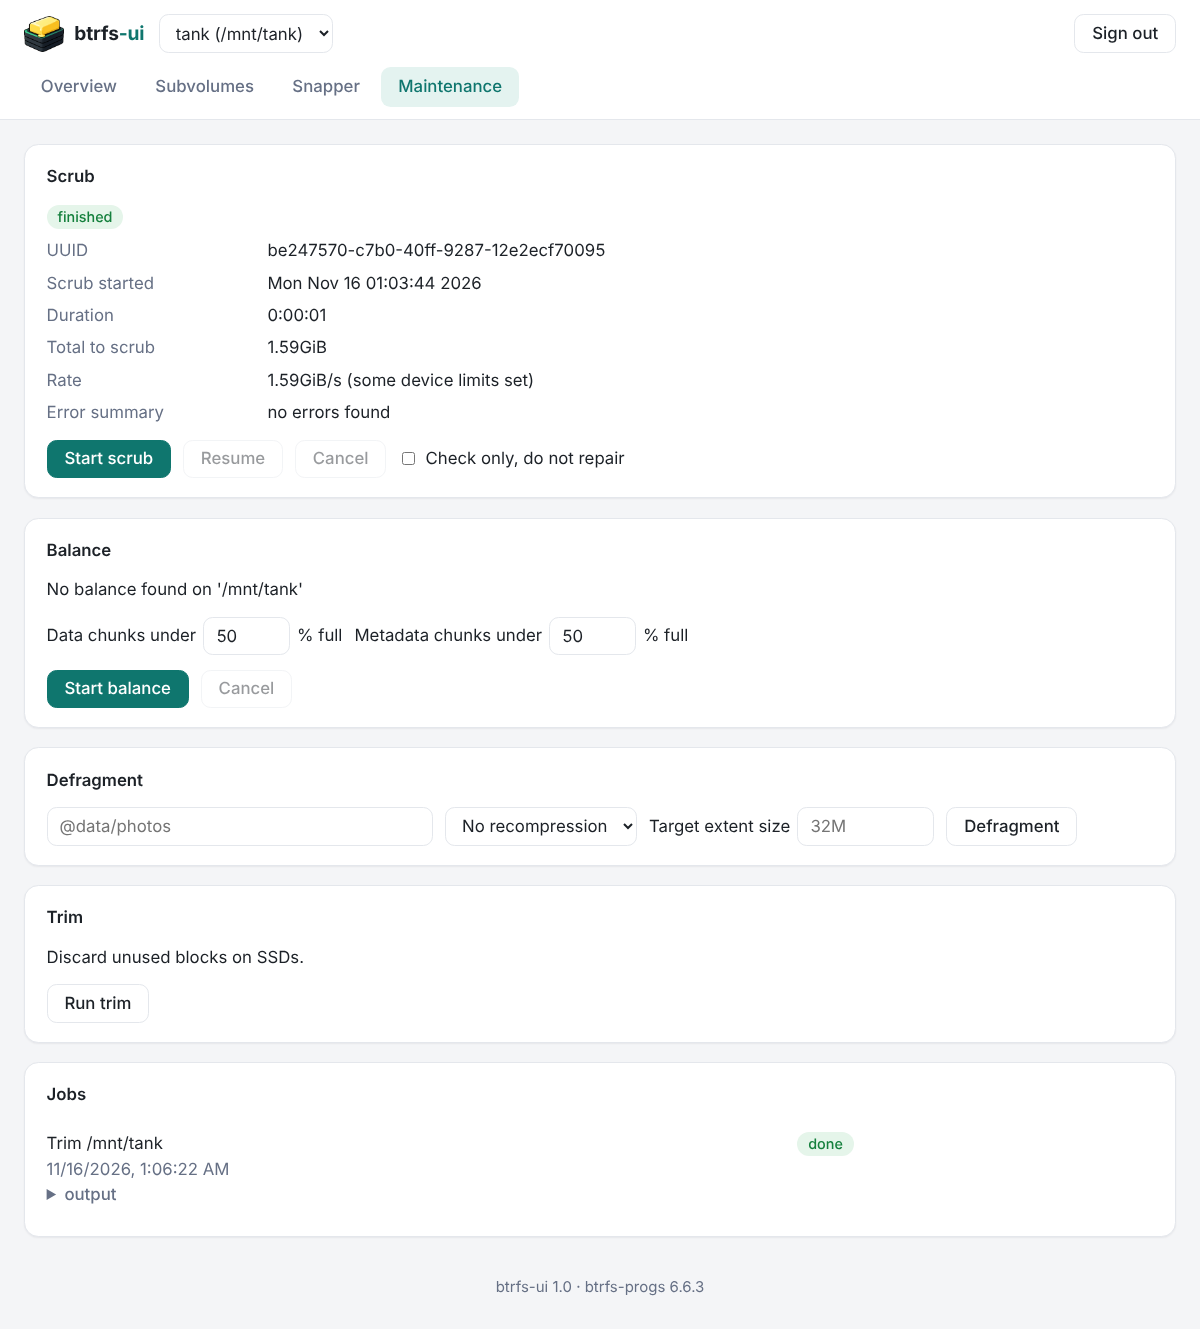 btrfs-ui tank (/mnt/tank) Sign out
Overview Subvolumes Snapper Maintenance
Scrub
finished
UUID be247570-c7b0-40ff-9287-12e2ecf70095
Scrub started Mon Nov 16 01:03:44 2026
Duration 0:00:01
Total to scrub 1.59GiB
Rate 1.59GiB/s (some device limits set)
Error summary no errors found
Start scrub Resume Cancel Check only, do not repair
Balance
No balance found on '/mnt/tank'
Data chunks under 50 % full Metadata chunks under 50 % full
Start balance Cancel
Defragment
@data/photos No recompression Target extent size 32M Defragment
Trim
Discard unused blocks on SSDs.
Run trim
Jobs
Trim /mnt/tank done
11/16/2026, 1:06:22 AM
output
btrfs-ui 1.0 · btrfs-progs 6.6.3